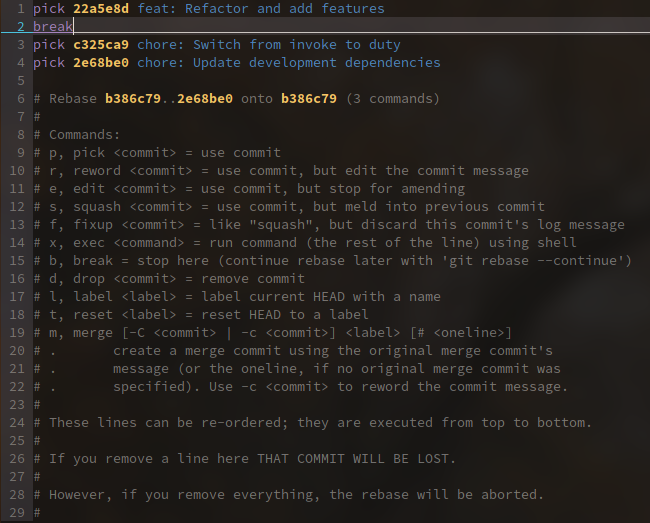 1 pick 22a5e8d feat: Refactor and add features
2 break
3 pick c325ca9 chore: Switch from invoke to duty
4 pick 2e68be0 chore: Update development dependencies
5
6 # Rebase b386c79..2e68be0 onto b386c79 (3 commands)
7 #
8 # Commands:
9 # p, pick <commit> = use commit
10 # r, reword <commit> = use commit, but edit the commit message
11 # e, edit <commit> = use commit, but stop for amending
12 # s, squash <commit> = use commit, but meld into previous commit
13 # f, fixup <commit> = like "squash", but discard this commit's log message
14 # x, exec <command> = run command (the rest of the line) using shell
15 # b, break = stop here (continue rebase later with 'git rebase --continue')
16 # d, drop <commit> = remove commit
17 # l, label <label> = label current HEAD with a name
18 # t, reset <label> = reset HEAD to a label
19 # m, merge [-C <commit> | -c <commit>] <label> [# <oneline>]
20 # .       create a merge commit using the original merge commit's
21 # .       message (or the oneline, if no original merge commit was
22 # .       specified). Use -c <commit> to reword the commit message.
23 #
24 # These lines can be re-ordered; they are executed from top to bottom.
25 #
26 # If you remove a line here THAT COMMIT WILL BE LOST.
27 #
28 # However, if you remove everything, the rebase will be aborted.
29 #